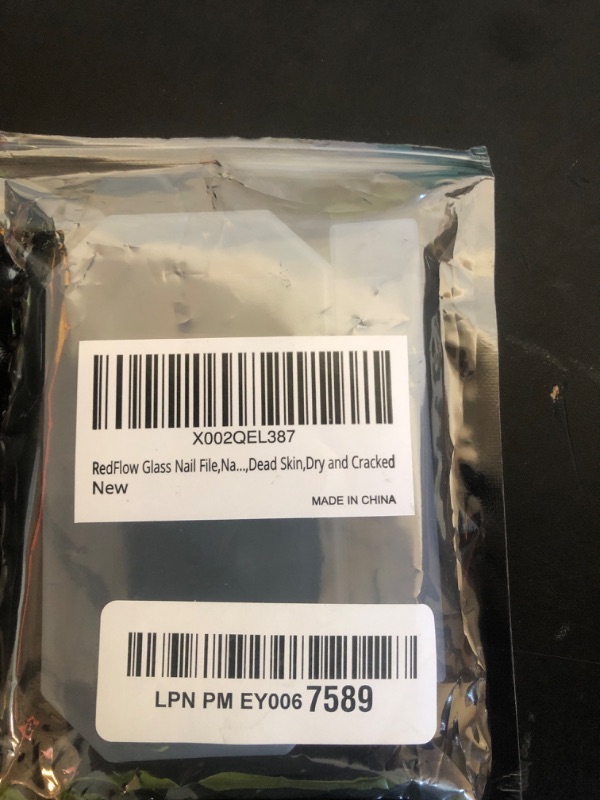 X002QEL387
RedFlow Glass Nail File,Na...,Dead Skin,Dry and Cracked
New
MADE IN CHINA
LPN PM EY006 7589